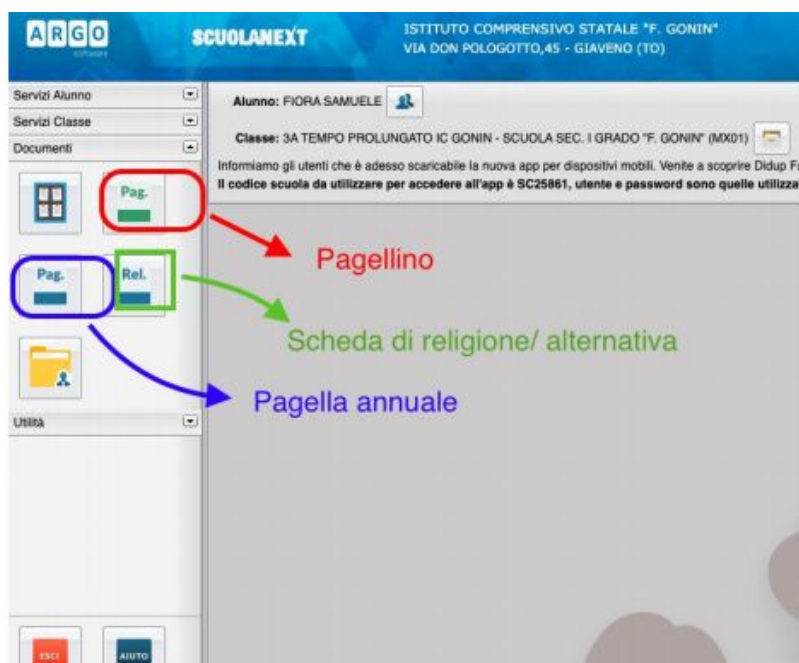 ARGO
software
SCUOLANEXT
ISTITUTO COMPRENSIVO STATALE "F. GONIN"
VIA DON POLOGOTTO,45 - GIAVENO (TO)
Servizi Alunno
Servizi Classe
Documenti
Alunno: FIORA SAMUELE
Classe: 3A TEMPO PROLUNGATO IC GONIN - SCUOLA SEC. I GRADO "F. GONIN" (MX01)
Informiamo gli utenti che è adesso scaricabile la nuova app per dispositivi mobili. Venite a scoprire Didup Fa
Il codice scuola da utilizzare per accedere all'app è SC25861, utente e password sono quelle utilizza
Pag.
Pagellino
Pag.
Rel.
Scheda di religione/ alternativa
Pagella annuale
Utilità
ESCI
AIUTO